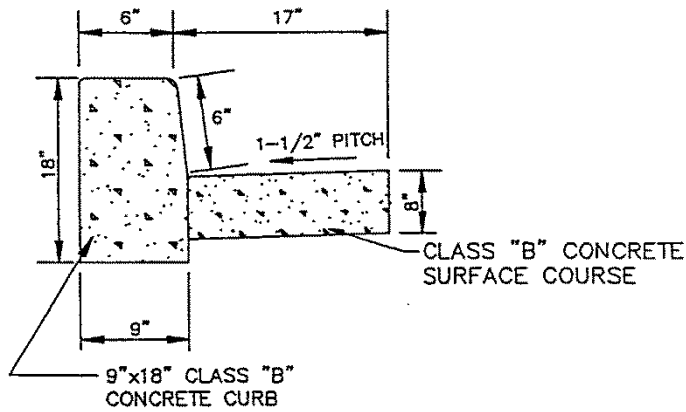 6"
17"
18"
6"
1-1/2" PITCH
8"
CLASS "B" CONCRETE
SURFACE COURSE
9"
9"x18" CLASS "B"
CONCRETE CURB